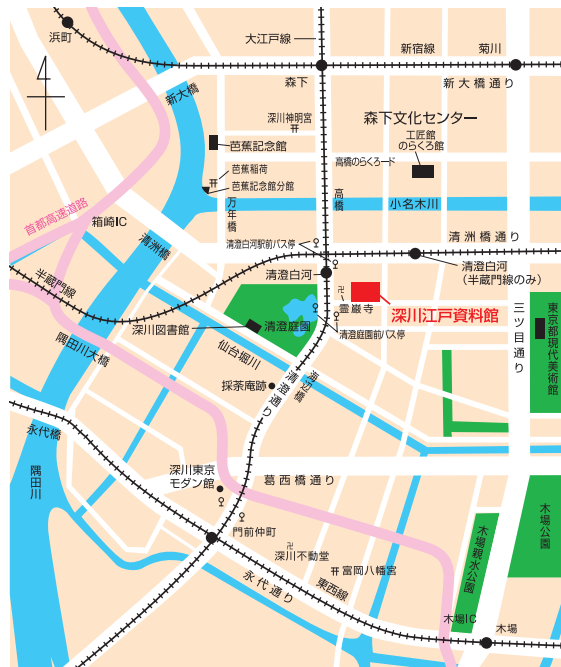 浜町
大江戸線
新宿線
菊川
森下
新大橋通り
新大橋
深川神明宮
森下文化センター
工匠館
のらくろ館
芭蕉記念館
高橋のらくろード
芭蕉稲荷
芭蕉記念館分館
万年橋
高橋
小名木川
首都高速道路
箱崎IC
清洲橋
清澄白河駅前バス停
清洲橋通り
半蔵門線
清澄白河
清澄白河
(半蔵門線のみ)
霊巌寺
深川江戸資料館
三ツ目通り
東京都現代美術館
深川図書館
清澄庭園
清澄庭園前バス停
隅田川大橋
仙台堀川
採荼庵跡
海辺橋
清澄通り
永代橋
隅田川
深川東京
モダン館
葛西橋通り
門前仲町
深川不動堂
富岡八幡宮
永代通り
東西線
木場親水公園
木場公園
木場IC
木場